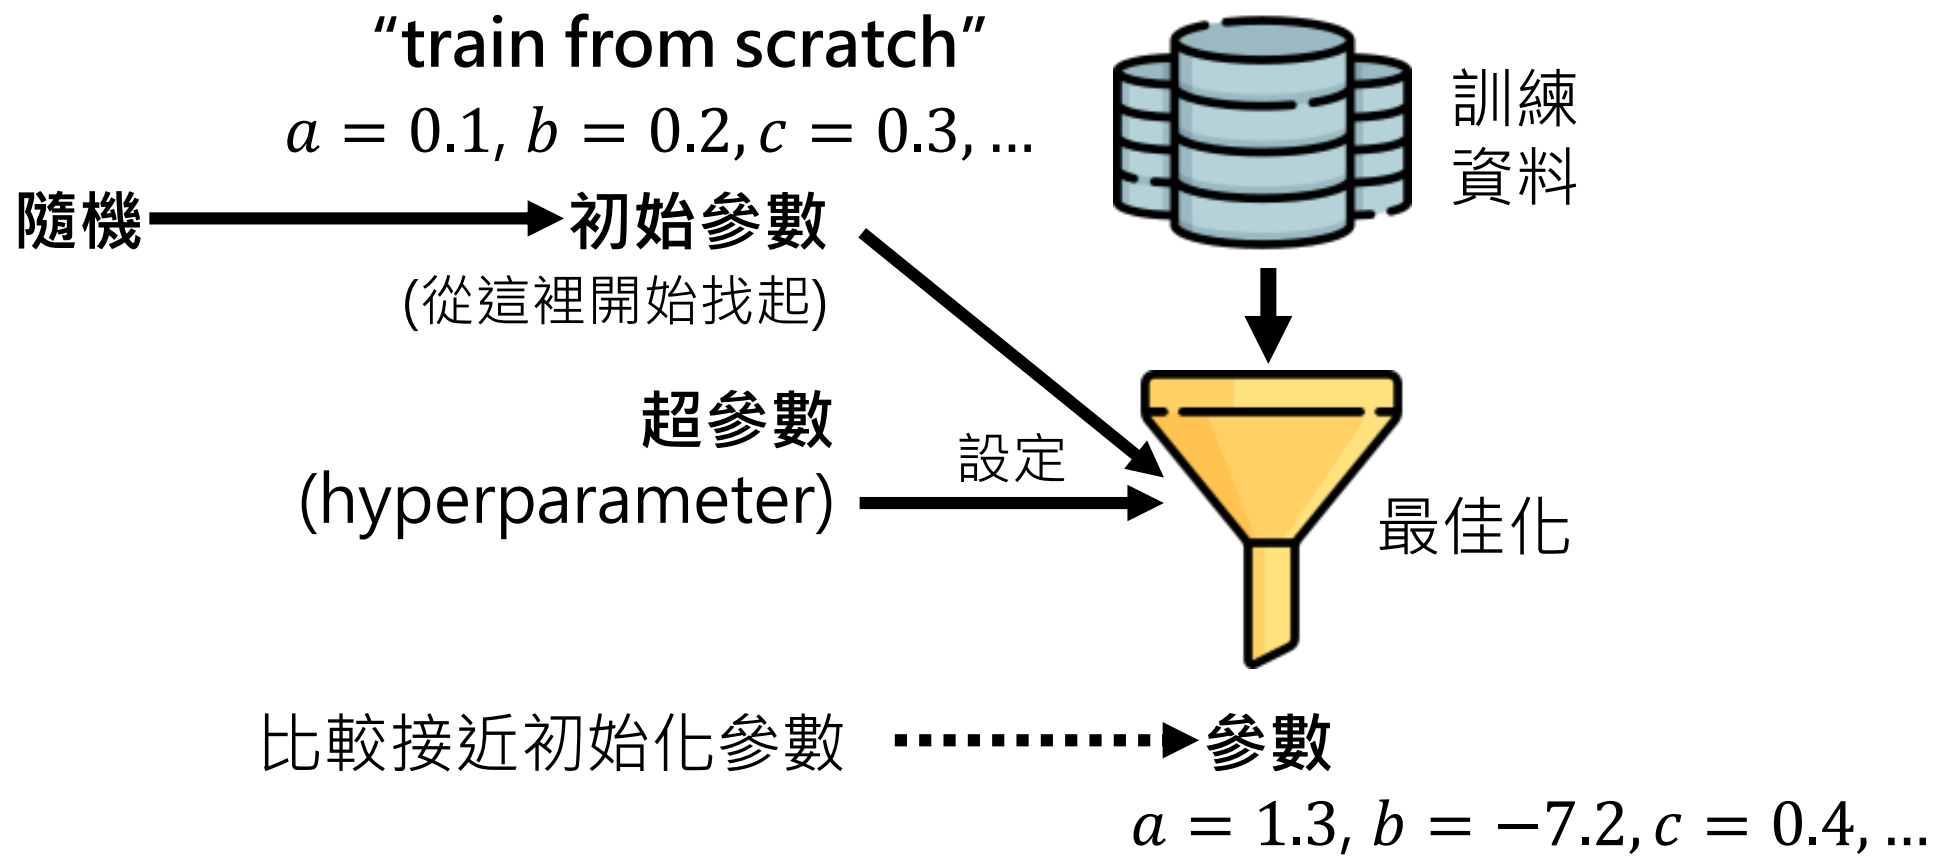 “train from scratch”
a = 0.1, b = 0.2, c = 0.3, ...
隨機
初始參數
(從這裡開始找起)
訓練
資料
超參數
(hyperparameter)
設定
最佳化
比較接近初始化參數
參數
a = 1.3, b = −7.2, c = 0.4, ...